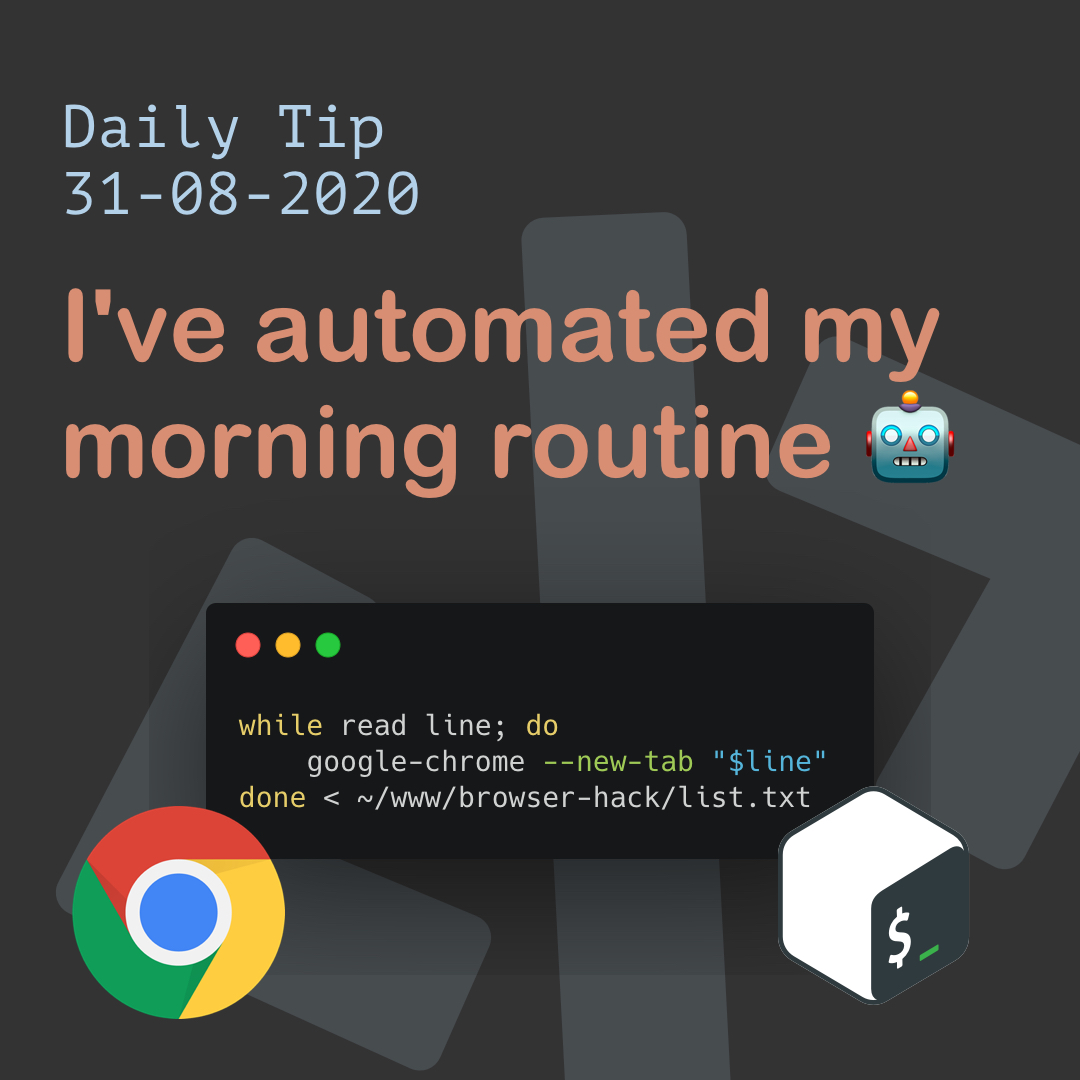 Daily Tip
31-08-2020
I've automated my
morning routine 🤖
while read line; do
    google-chrome --new-tab "$line"
done < ~/www/browser-hack/list.txt
$_